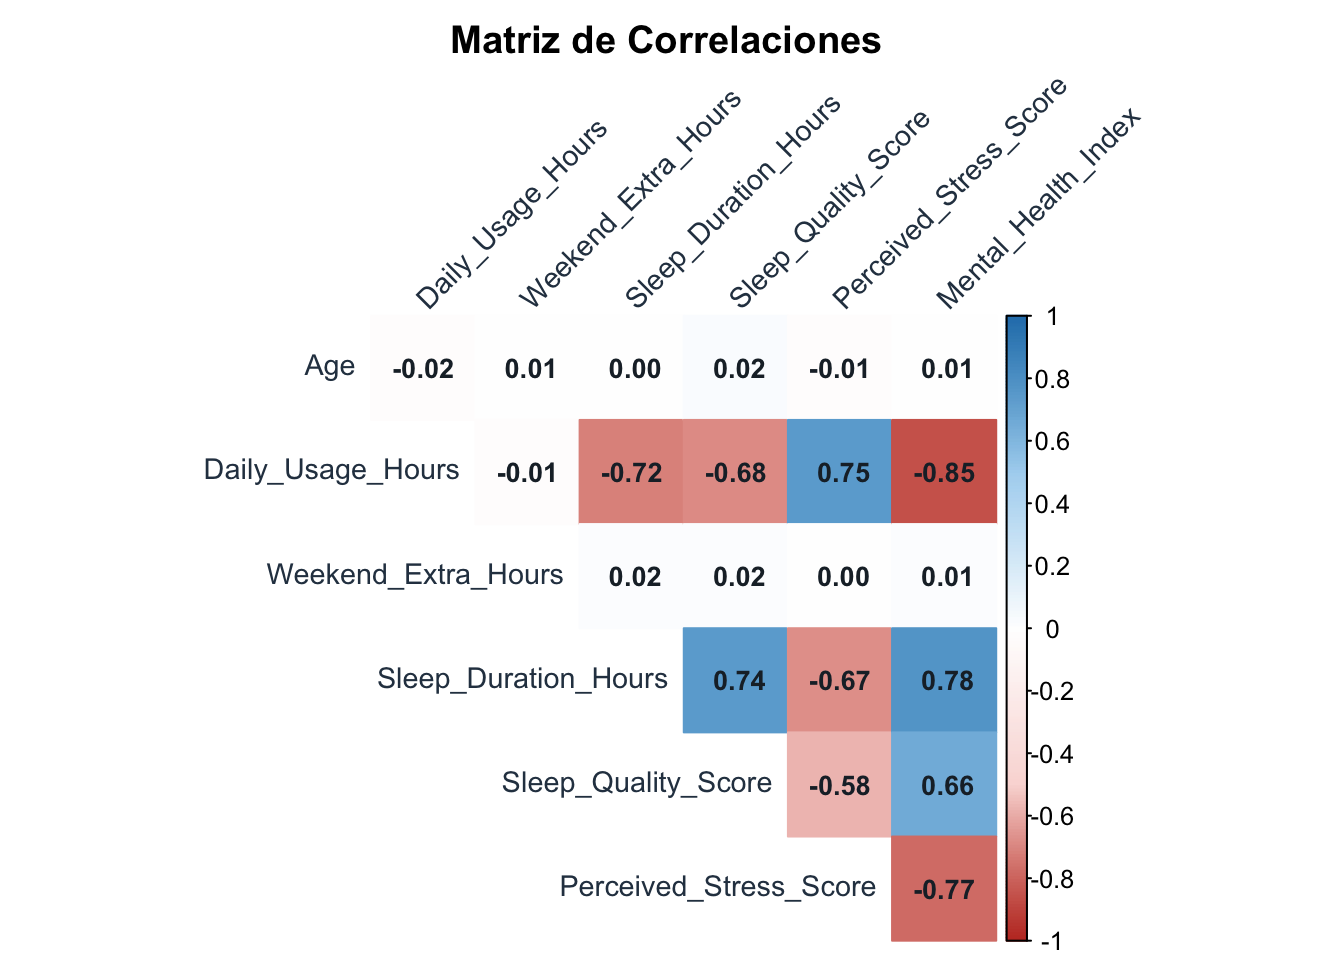 Matriz de Correlaciones
Daily_Usage_Hours
Weekend_Extra_Hours
Sleep_Duration_Hours
Sleep_Quality_Score
Perceived_Stress_Score
Mental_Health_Index
Age -0.02 0.01 0.00 0.02 -0.01 0.01
Daily_Usage_Hours -0.01 -0.72 -0.68 0.75 -0.85
Weekend_Extra_Hours 0.02 0.02 0.00 0.01
Sleep_Duration_Hours 0.74 -0.67 0.78
Sleep_Quality_Score -0.58 0.66
Perceived_Stress_Score -0.77
1
0.8
0.6
0.4
0.2
0
-0.2
-0.4
-0.6
-0.8
-1